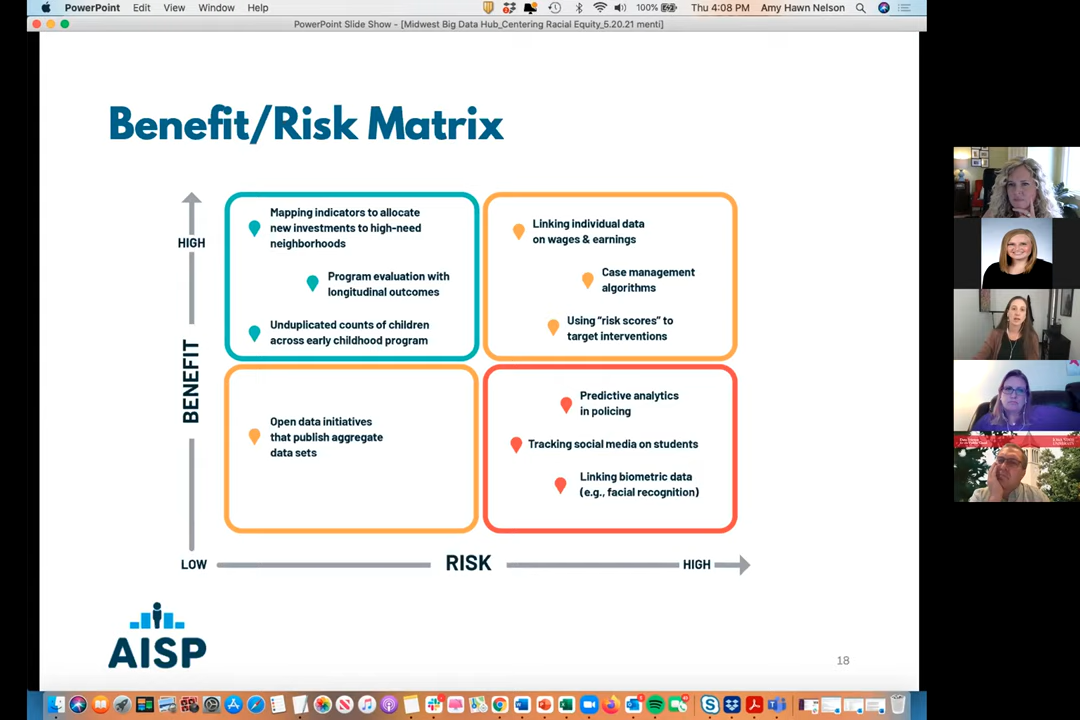 PowerPoint Edit View Window Help
100% Thu 4:08 PM Amy Hawn Nelson
PowerPoint Slide Show - [Midwest Big Data Hub_Centering Racial Equity_5.20.21 menti]
Benefit/Risk Matrix
HIGH
BENEFIT
LOW
Mapping indicators to allocate
new investments to high-need
neighborhoods
Program evaluation with
longitudinal outcomes
Unduplicated counts of children
across early childhood program
Linking individual data
on wages & earnings
Case management
algorithms
Using “risk scores” to
target interventions
Open data initiatives
that publish aggregate
data sets
Predictive analytics
in policing
Tracking social media on students
Linking biometric data
(e.g., facial recognition)
RISK
HIGH
AISP
18